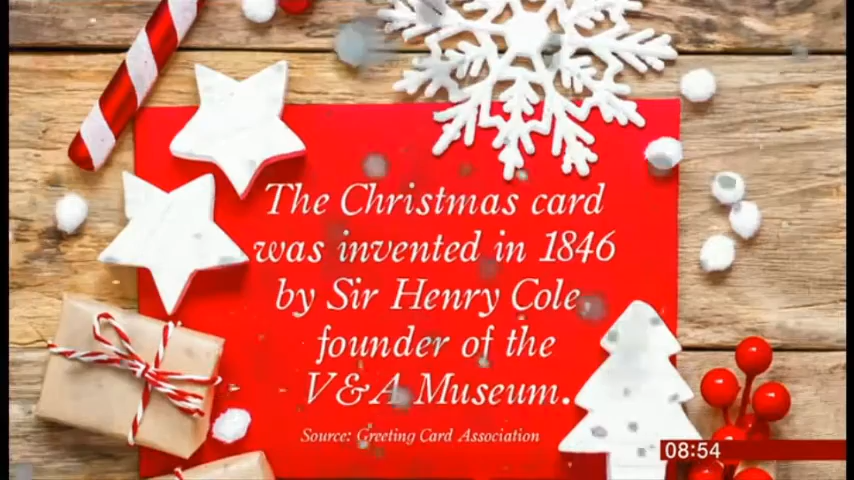 The Christmas card
was invented in 1846
by Sir Henry Cole,
founder of the
V&A Museum.
Source: Greeting Card Association
08:54